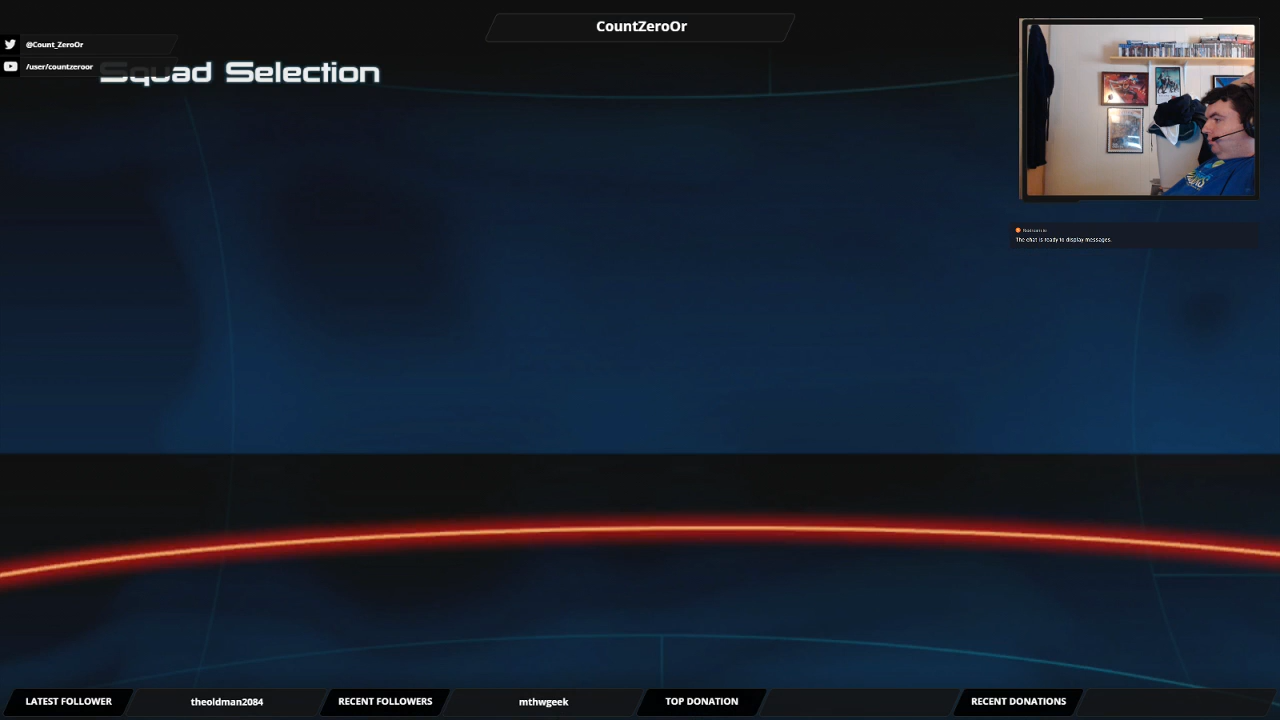 CountZeroOr
@Count_ZeroOr
/user/countzeroor
Squad Selection
The chat is ready to display messages.
LATEST FOLLOWER
theoldman2084
RECENT FOLLOWERS
mthwgeek
TOP DONATION
RECENT DONATIONS